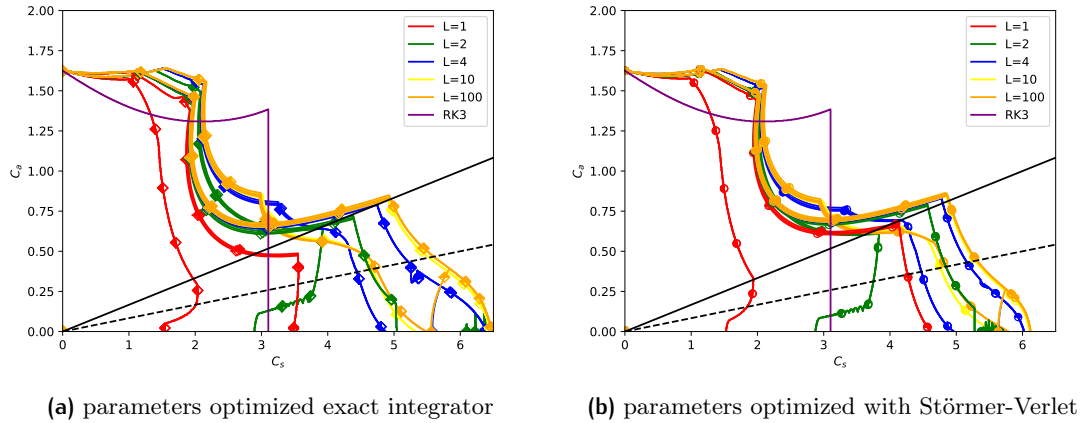 2.00
1.75
1.50
1.25
1.00
0.75
0.50
0.25
0.00
C_a
0 1 2 3 4 5 6
C_s
L=1
L=2
L=4
L=10
L=100
RK3
(a) parameters optimized exact integrator
2.00
1.75
1.50
1.25
1.00
0.75
0.50
0.25
0.00
C_a
0 1 2 3 4 5 6
C_s
L=1
L=2
L=4
L=10
L=100
RK3
(b) parameters optimized with Störmer-Verlet